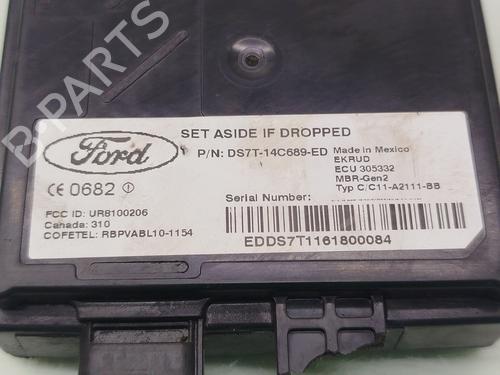 B-PARTS
SET ASIDE IF DROPPED
Ford
P/N: DS7T-14C689-ED
Made in Mexico
EKRUD
ECU 305332
MBR-Gen2
Typ C/C11-A2111-BB
CE 0682
Serial Number:
FCC ID: UR8100206
Canada: 310
COFETEL: RBPVABL10-1154
EDDS7T1161800084